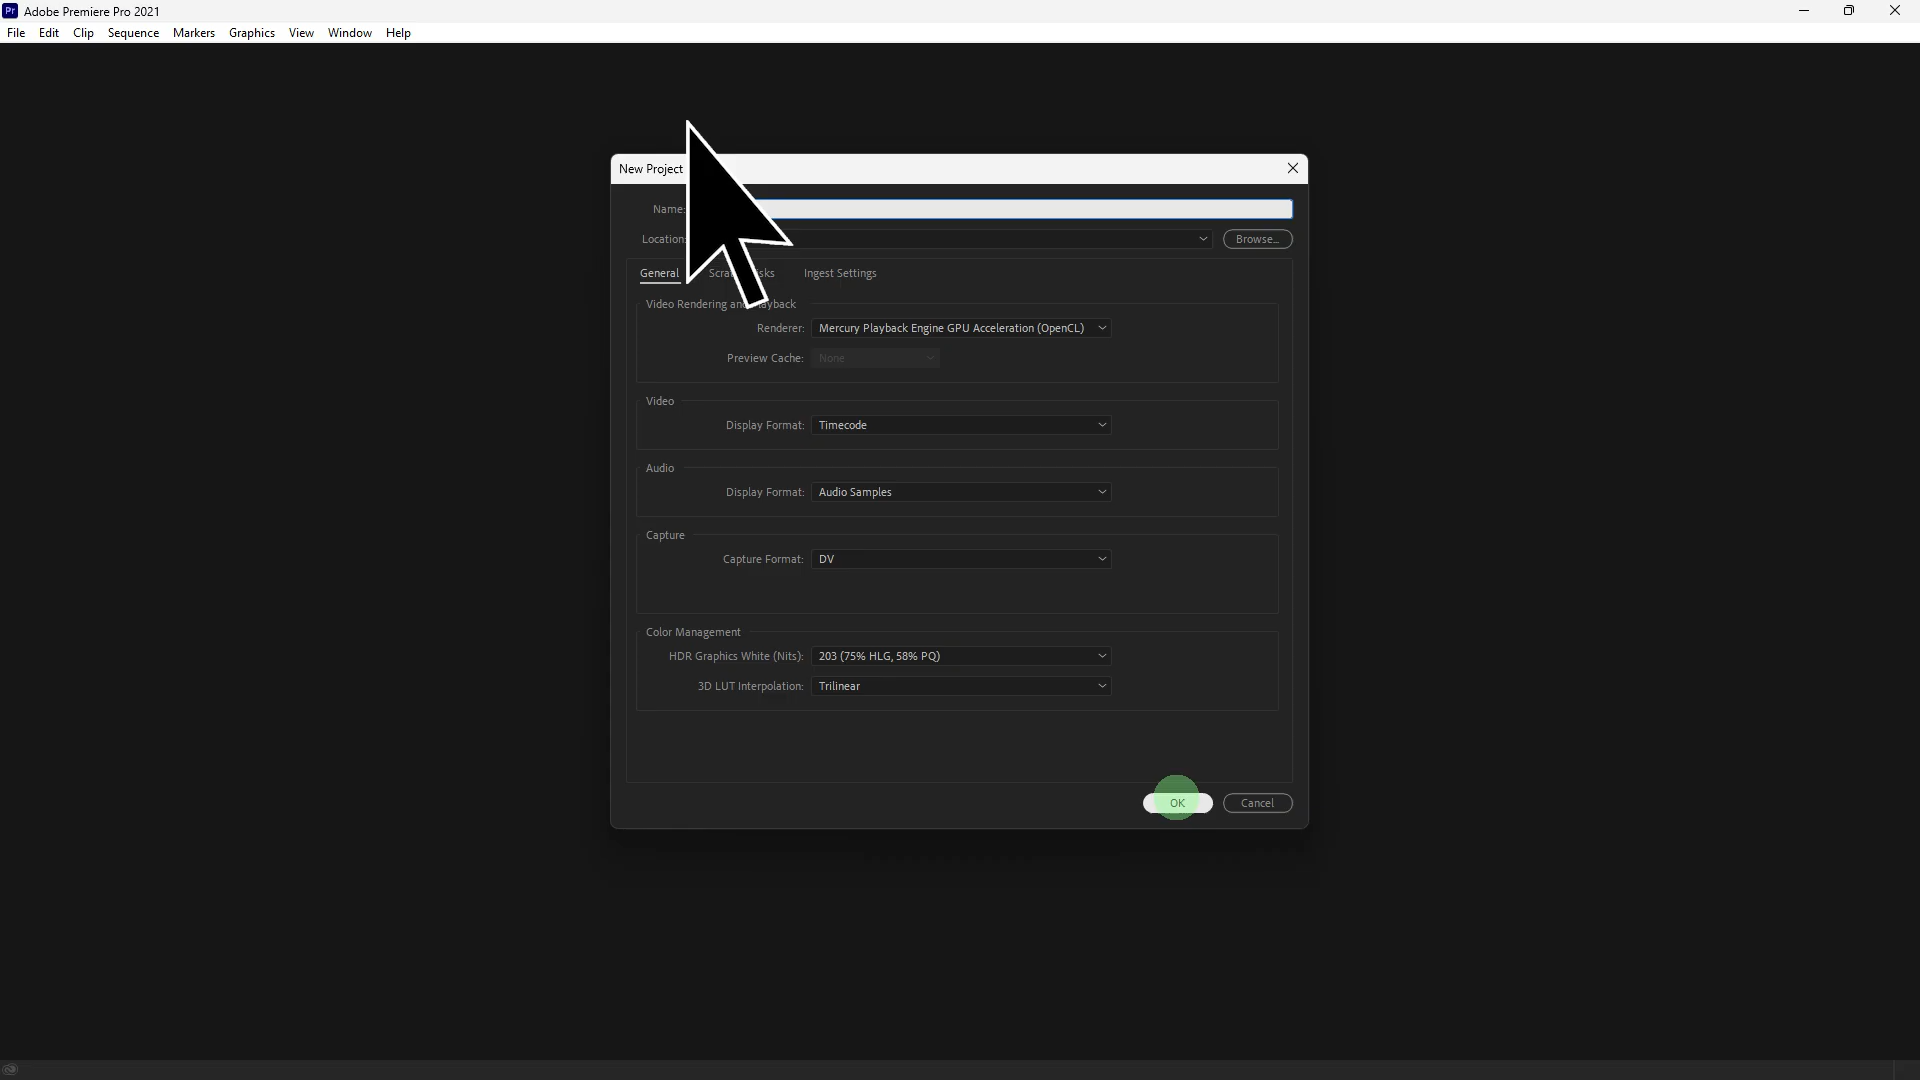 Pr Adobe Premiere Pro 2021
File Edit Clip Sequence Markers Graphics View Window Help
New Project
Name:
Location:
Browse...
General Ingest Settings
Video Rendering
Renderer: Mercury Playback Engine GPU Acceleration (OpenCL)
Preview Cache: None
Video
Display Format: Timecode
Audio
Display Format: Audio Samples
Capture
Capture Format: DV
Color Management
HDR Graphics White (Nits): 203 (75% HLG, 58% PQ)
3D LUT Interpolation: Trilinear
OK Cancel